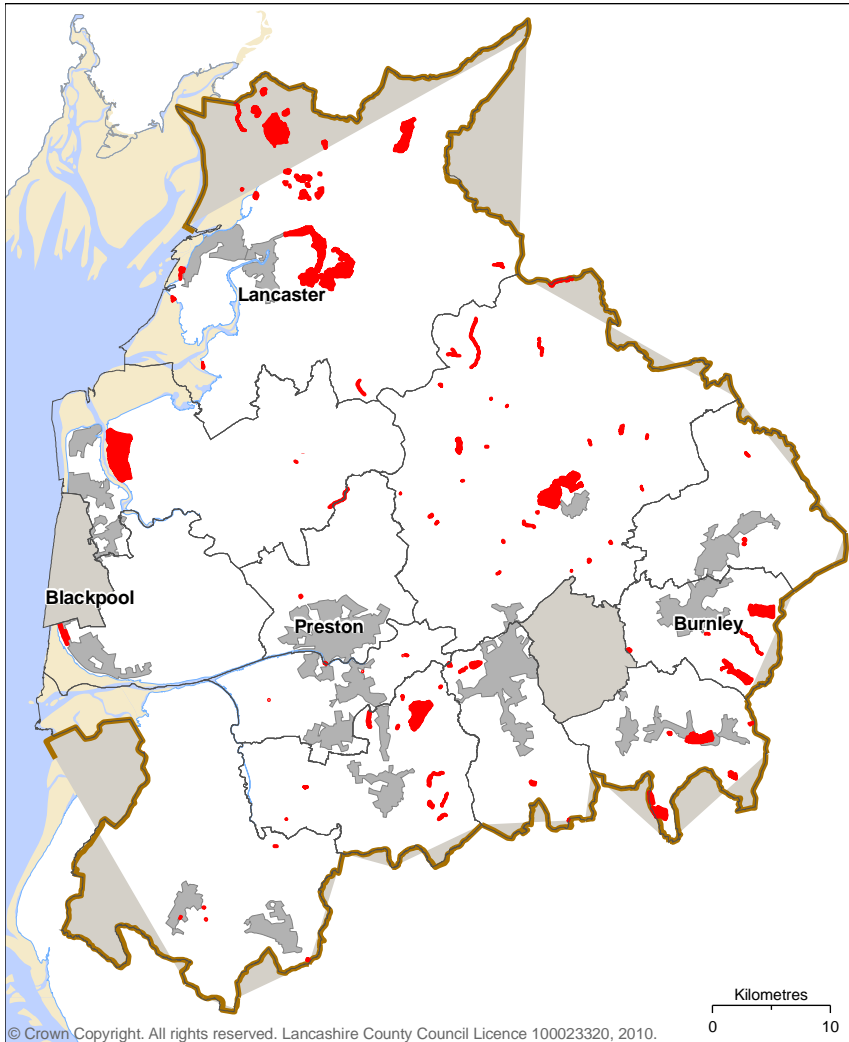 Lancaster
Blackpool
Preston
Burnley
Kilometres
0 10
© Crown Copyright. All rights reserved. Lancashire County Council Licence 100023320, 2010.